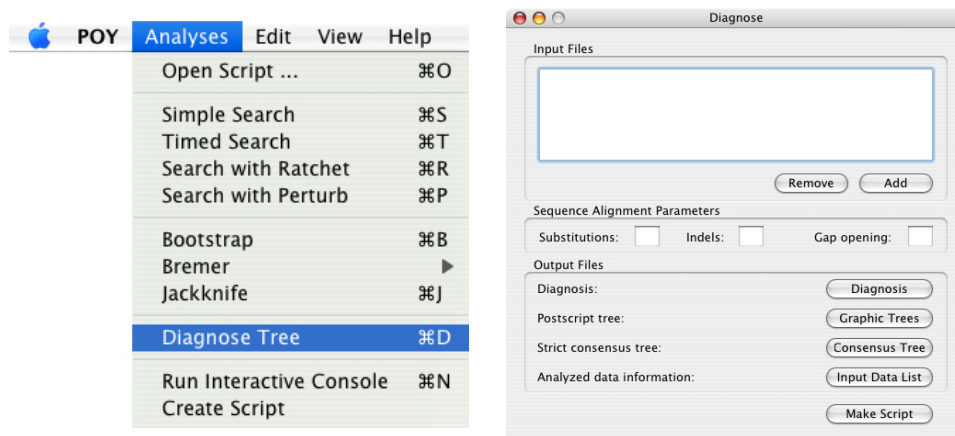 POY Analyses Edit View Help
Open Script ... ⌘O
Simple Search ⌘S
Timed Search ⌘T
Search with Ratchet ⌘R
Search with Perturb ⌘P
Bootstrap ⌘B
Bremer
Jackknife ⌘J
Diagnose Tree ⌘D
Run Interactive Console ⌘N
Create Script
Diagnose
Input Files
Remove Add
Sequence Alignment Parameters
Substitutions: Indels: Gap opening:
Output Files
Diagnosis: Diagnosis
Postscript tree: Graphic Trees
Strict consensus tree: Consensus Tree
Analyzed data information: Input Data List
Make Script